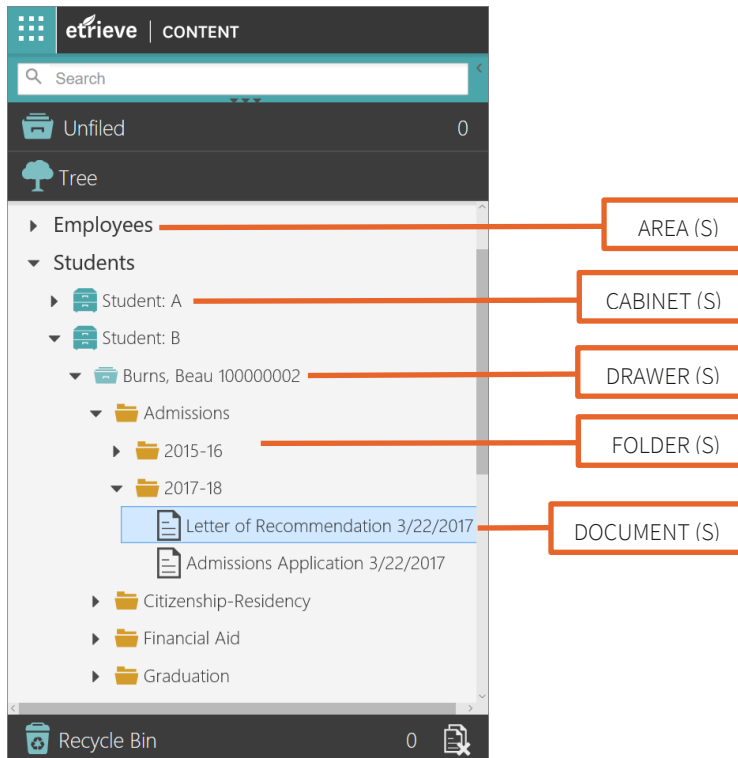 etrieve | CONTENT
Search
Unfiled 0
Tree
Employees
AREA (S)
Students
Student: A
CABINET (S)
Student: B
Burns, Beau 100000002
DRAWER (S)
Admissions
2015-16
FOLDER (S)
2017-18
Letter of Recommendation 3/22/2017
DOCUMENT (S)
Admissions Application 3/22/2017
Citizenship-Residency
Financial Aid
Graduation
Recycle Bin 0